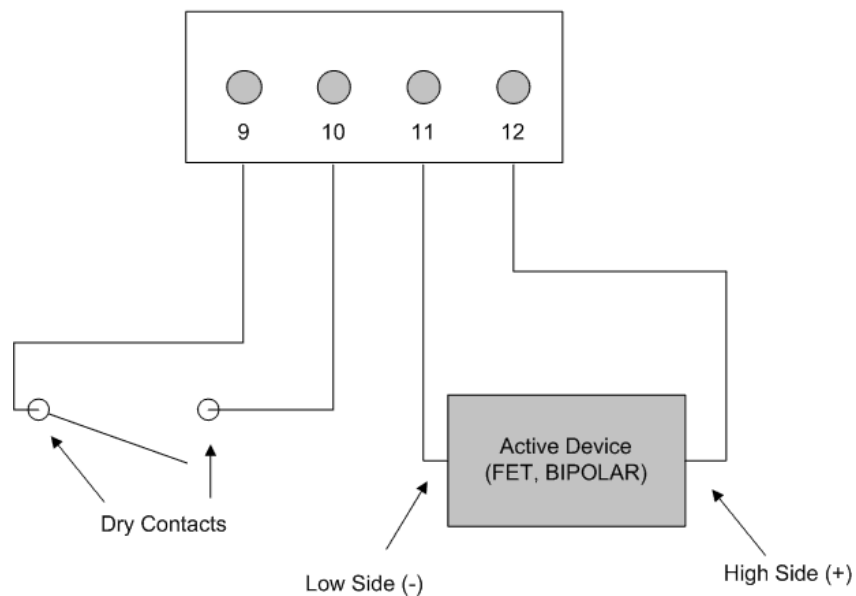 9 10 11 12
Active Device
(FET, BIPOLAR)
Dry Contacts
Low Side (-)
High Side (+)